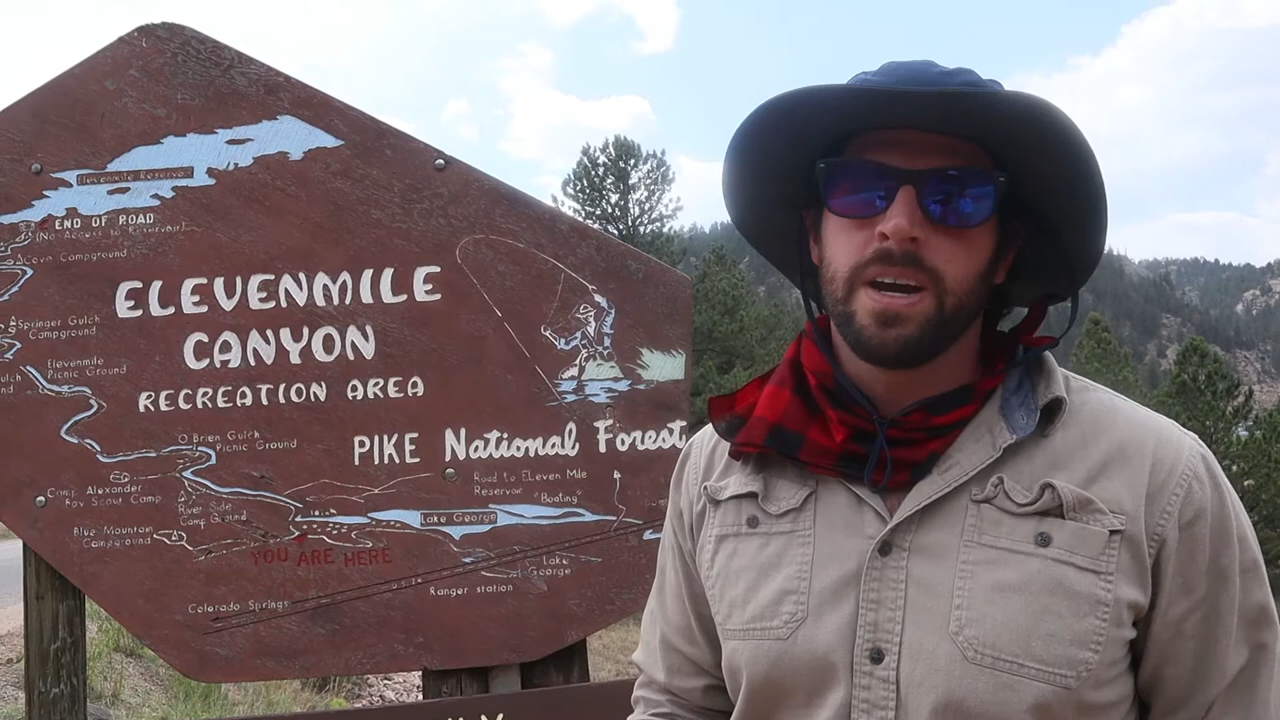 Elevenmile Reservoir
END OF ROAD
(No Access to Reservoir)
Cove Campground
ELEVENMILE
CANYON
RECREATION AREA
Springer Gulch
Campground
Elevenmile
Picnic Ground
PIKE National Forest
O Brien Gulch
Picnic Ground
Road to Eleven Mile
Reservoir
"Boating"
Camp Alexander
Boy Scout Camp
River Side
Camp Ground
Lake George
Blue Mountain
Campground
YOU ARE HERE
Lake
George
U.S. 24
Ranger station
Colorado Springs